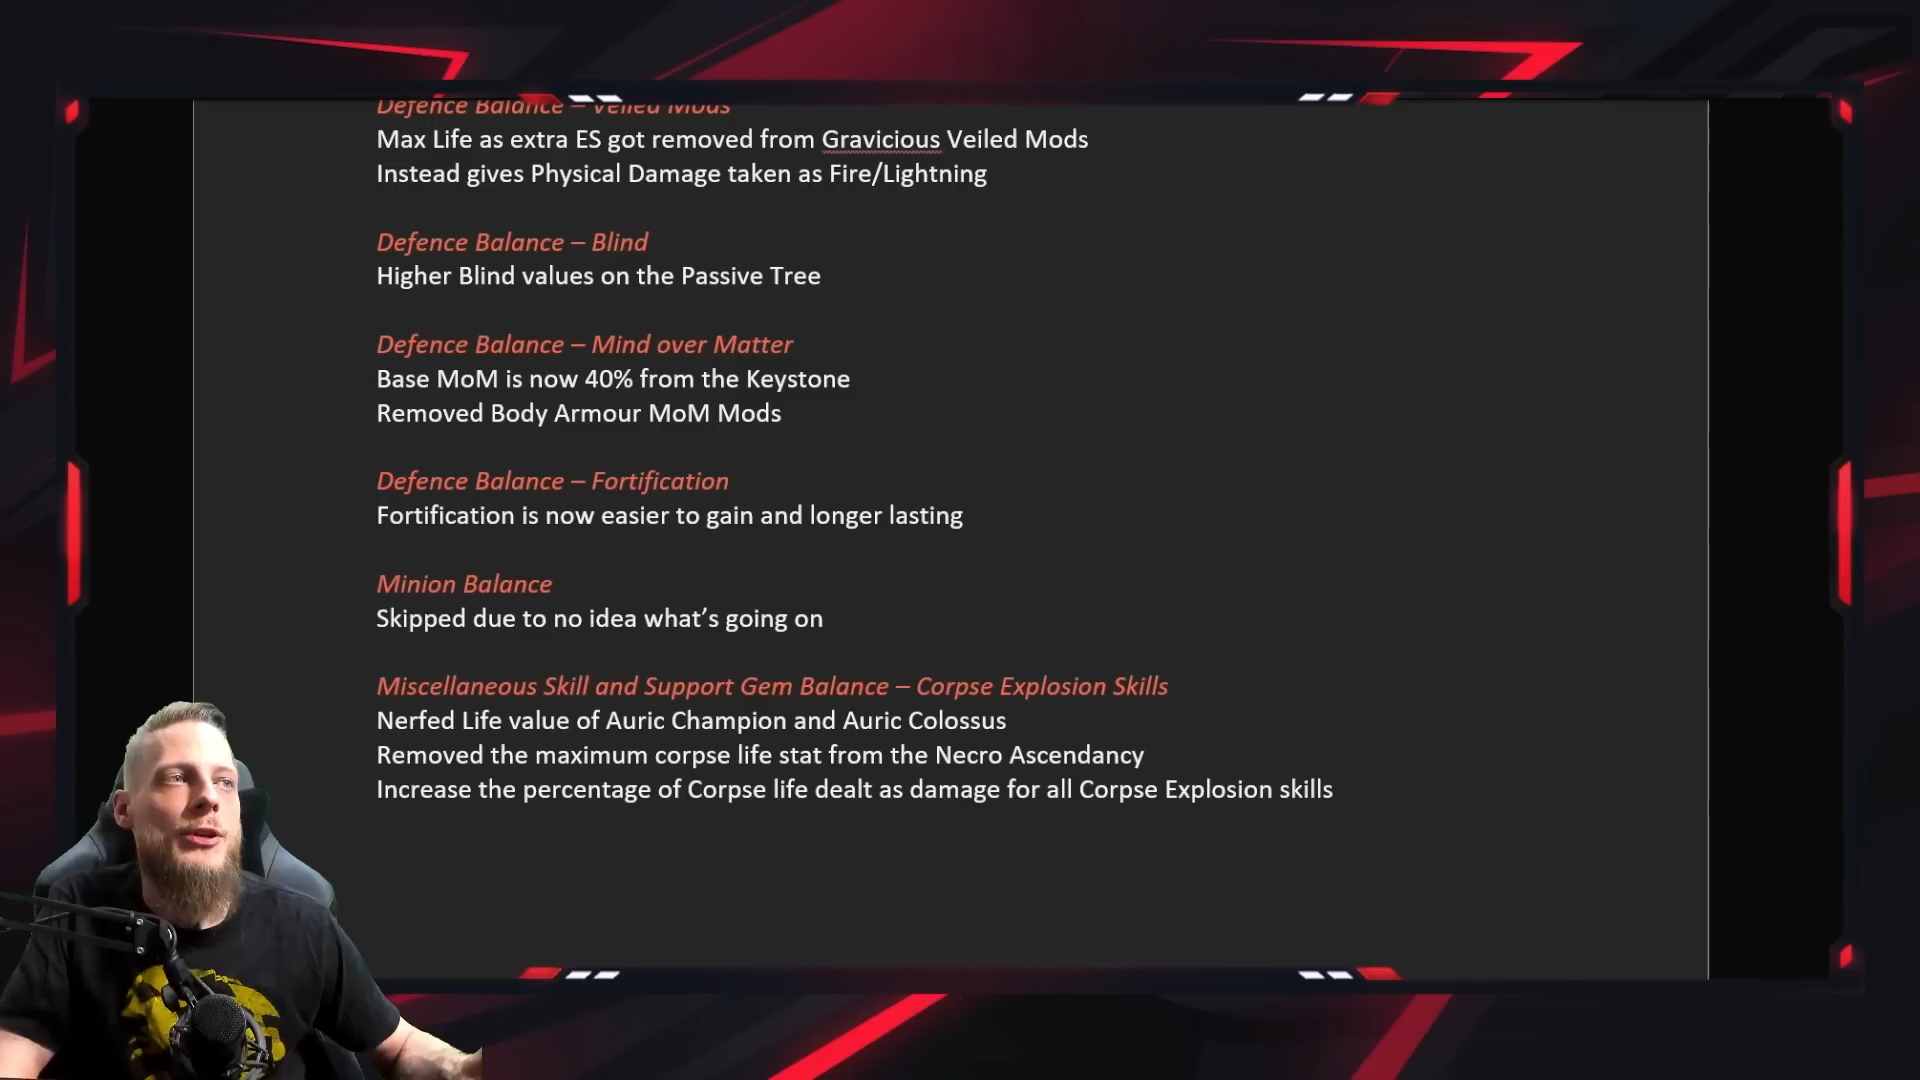 Defence Balance – Veiled Mods
Max Life as extra ES got removed from Gravicious Veiled Mods
Instead gives Physical Damage taken as Fire/Lightning
Defence Balance – Blind
Higher Blind values on the Passive Tree
Defence Balance – Mind over Matter
Base MoM is now 40% from the Keystone
Removed Body Armour MoM Mods
Defence Balance – Fortification
Fortification is now easier to gain and longer lasting
Minion Balance
Skipped due to no idea what’s going on
Miscellaneous Skill and Support Gem Balance – Corpse Explosion Skills
Nerfed Life value of Auric Champion and Auric Colossus
Removed the maximum corpse life stat from the Necro Ascendancy
Increase the percentage of Corpse life dealt as damage for all Corpse Explosion skills